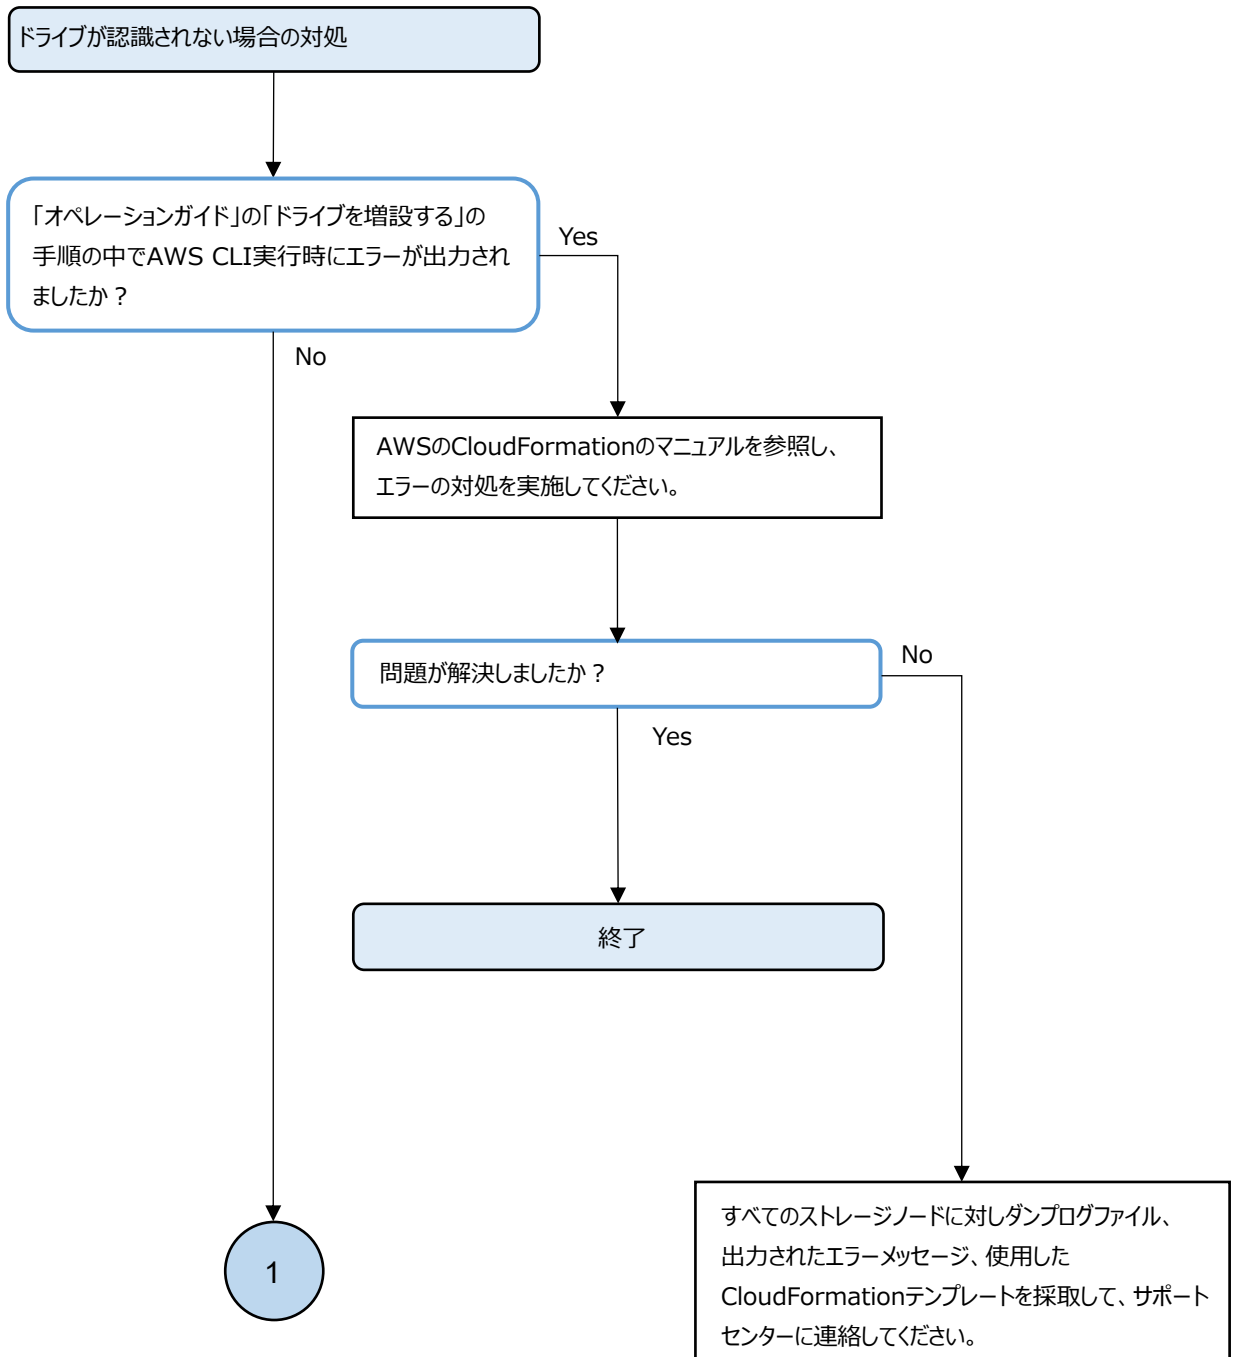 ドライブが認識されない場合の対処
「オペレーションガイド」の「ドライブを増設する」の
手順の中でAWS CLI実行時にエラーが出力され
ましたか？
Yes
No
AWSのCloudFormationのマニュアルを参照し、
エラーの対処を実施してください。
問題が解決しましたか？
No
Yes
終了
1
すべてのストレージノードに対しダンプログファイル、
出力されたエラーメッセージ、使用した
CloudFormationテンプレートを採取して、サポート
センターに連絡してください。